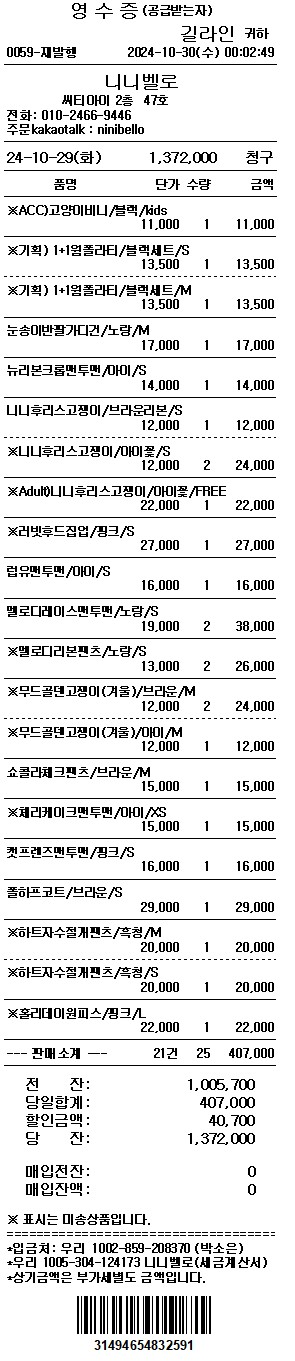 영 수 증 (공급받는자)
길라인 귀하
0059-재발행 2024-10-30(수) 00:02:49
니니벨로
씨티아이 2층 47호
전화: 010-2466-9446
주문kakaotalk : ninibello
24-10-29(화) 1,372,000 청구
품명 단가 수량 금액
※ACC)고양이비니/블랙/kids
11,000 1 11,000
※기획) 1+1웜폴라티/블랙세트/S
13,500 1 13,500
※기획) 1+1웜폴라티/블랙세트/M
13,500 1 13,500
눈송이반짝가디건/노랑/M
17,000 1 17,000
뉴리본크롭맨투맨/아이/S
14,000 1 14,000
니니후리스고쟁이/브라운리본/S
12,000 1 12,000
※니니후리스고쟁이/아이꽃/S
12,000 2 24,000
※Adult)니니후리스고쟁이/아이꽃/FREE
22,000 1 22,000
※러빗후드집업/핑크/S
27,000 1 27,000
럽유맨투맨/아이/S
16,000 1 16,000
멜로디레이스맨투맨/노랑/S
19,000 2 38,000
※멜로디리본팬츠/노랑/S
13,000 2 26,000
※무드골덴고쟁이(겨울)/브라운/M
12,000 2 24,000
※무드골덴고쟁이(겨울)/아이/M
12,000 1 12,000
쇼콜라체크팬츠/브라운/M
15,000 1 15,000
※체리케이크맨투맨/아이/XS
15,000 1 15,000
캣프렌즈맨투맨/핑크/S
16,000 1 16,000
폴하프코트/브라운/S
29,000 1 29,000
※하트자수절개팬츠/흑청/M
20,000 1 20,000
※하트자수절개팬츠/흑청/S
20,000 1 20,000
※홀리데이원피스/핑크/L
22,000 1 22,000
--- 판매 소계 --- 21건 25 407,000
전 잔: 1,005,700
당일합계: 407,000
할인금액: 40,700
당 잔: 1,372,000
매입전잔: 0
매입잔액: 0
※ 표시는 미송상품입니다.
*입금처: 우리 1002-859-208370 (박소은)
*우리 1005-304-124173 니니벨로(세금계산서)
*상기금액은 부가세별도 금액입니다.
31494654832591